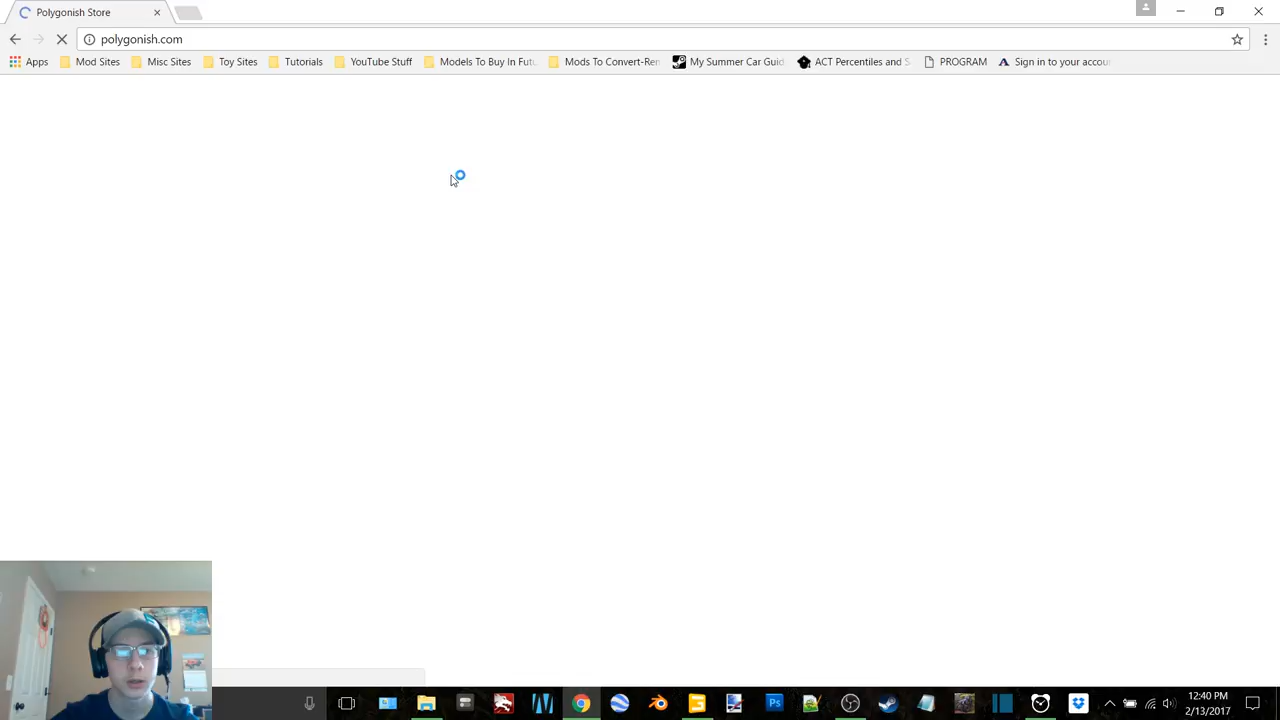 Polygonish Store
polygonish.com
Apps Mod Sites Misc Sites Toy Sites Tutorials YouTube Stuff Models To Buy In Futu Mods To Convert-Ren My Summer Car Guid ACT Percentiles and S PROGRAM Sign in to your accoun
12:40 PM
2/13/2017